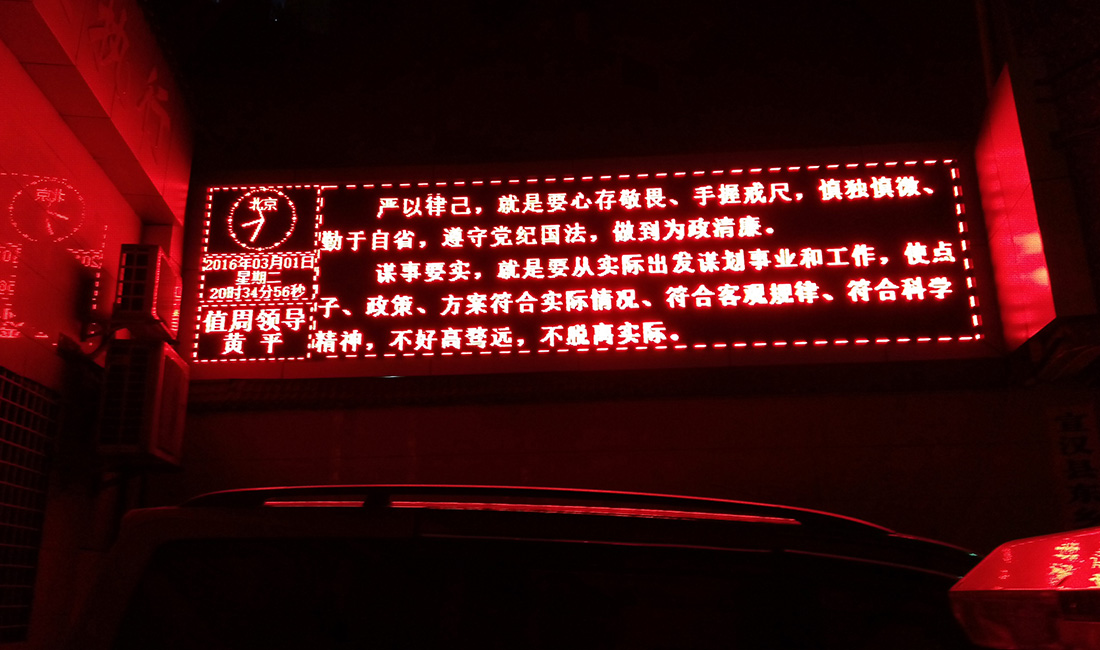 北京
2016年03月01日
星期二
20时34分56秒
值周领导
黄 平
严以律己，就是要心存敬畏、手握戒尺，慎独慎微、
勤于自省，遵守党纪国法，做到为政清廉。
谋事要实，就是要从实际出发谋划事业和工作，使点
子、政策、方案符合实际情况、符合客观规律、符合科学
精神，不好高骛远，不脱离实际。
宣汉县